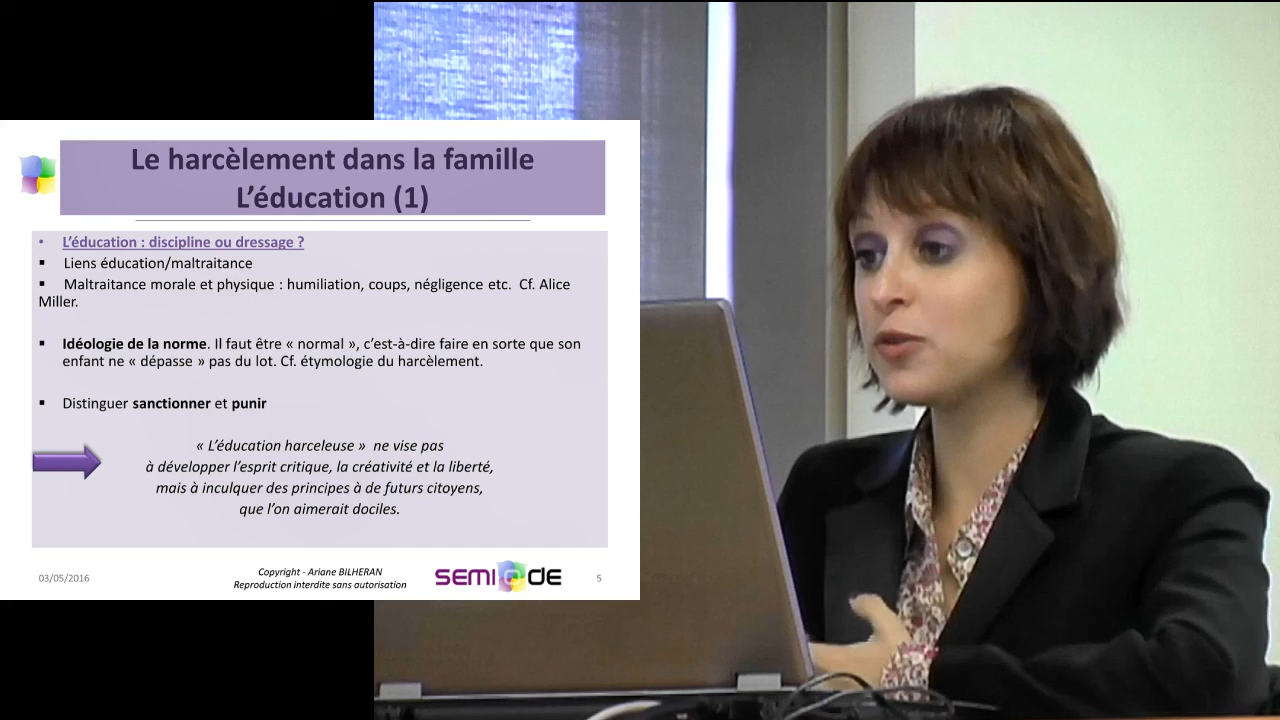 Le harcèlement dans la famille
L’éducation (1)
• L’éducation : discipline ou dressage ?
▪ Liens éducation/maltraitance
▪ Maltraitance morale et physique : humiliation, coups, négligence etc. Cf. Alice
Miller.
▪ Idéologie de la norme. Il faut être « normal », c’est-à-dire faire en sorte que son
enfant ne « dépasse » pas du lot. Cf. étymologie du harcèlement.
▪ Distinguer sanctionner et punir
« L’éducation harceleuse » ne vise pas
à développer l’esprit critique, la créativité et la liberté,
mais à inculquer des principes à de futurs citoyens,
que l’on aimerait dociles.
03/05/2016
Copyright - Ariane BILHERAN
Reproduction interdite sans autorisation
SEMIODE
5